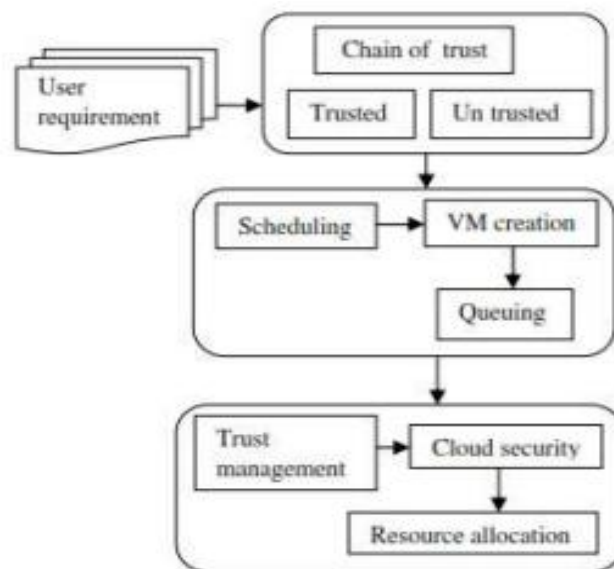 Chain of trust
User
requirement
Trusted
Un trusted
Scheduling
VM creation
Queuing
Trust
management
Cloud security
Resource allocation